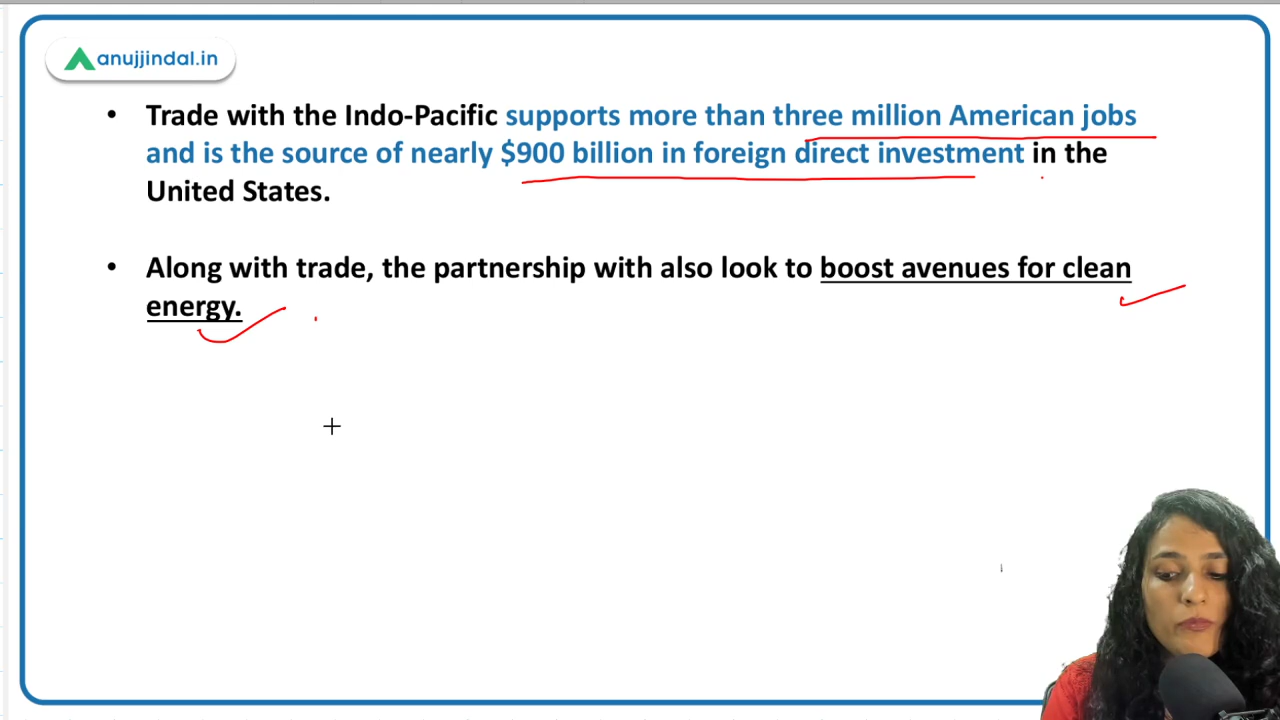 anujjindal.in
• Trade with the Indo-Pacific supports more than three million American jobs
and is the source of nearly $900 billion in foreign direct investment in the
United States.
• Along with trade, the partnership with also look to boost avenues for clean
energy.